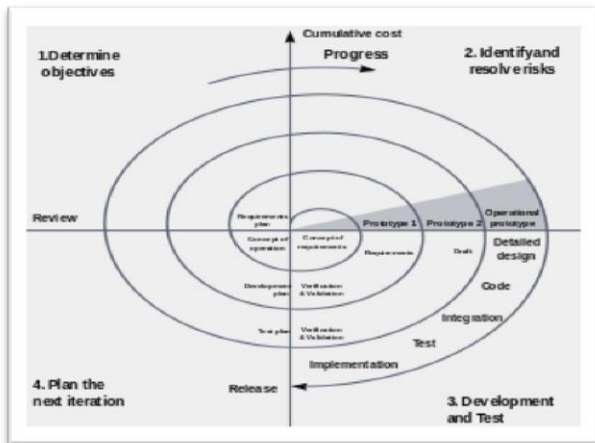 Cumulative cost
Progress
1.Determine
objectives
2. Identify and
resolve risks
Review
Requirements
plan
Concept of
operation
Concept of
requirements
Prototype 1
Prototype 2
Operational
prototype
Requirements
Draft
Detailed
design
Development
plan
Verification
& Validation
Code
Integration
Test plan
Verification
& Validation
Test
Implementation
Release
4. Plan the
next iteration
3. Development
and Test